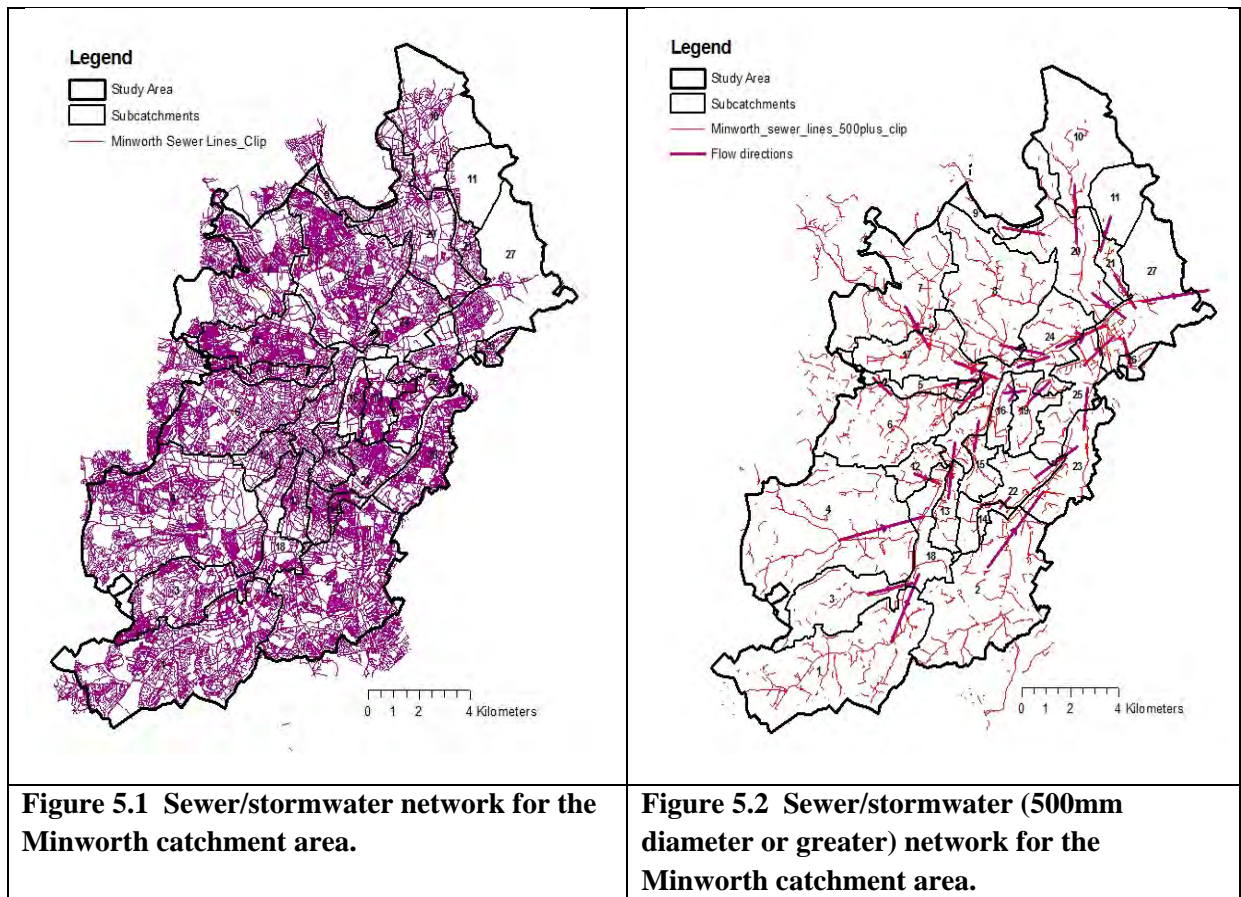 Legend
Study Area
Subcatchments
Minworth Sewer Lines_Clip
11
27
18
3
0 1 2 4 Kilometers
Legend
Study Area
Subcatchments
Minworth_sewer_lines_500plus_clip
Flow directions
10
11
9
20
21
27
7
8
24
17
5
16
19
25
6
12
15
23
4
13
22
14
18
3
2
1
0 1 2 4 Kilometers
Figure 5.1 Sewer/stormwater network for the
Minworth catchment area.
Figure 5.2 Sewer/stormwater (500mm
diameter or greater) network for the
Minworth catchment area.